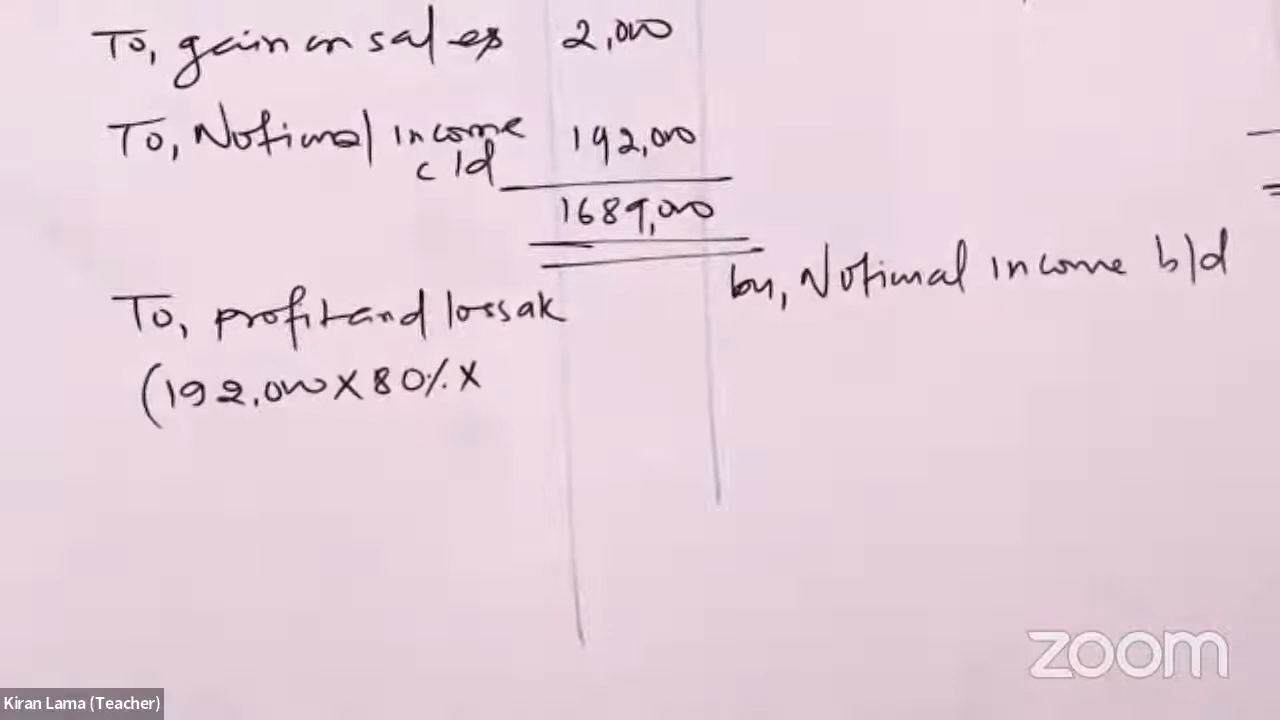 To, gain on sales 2,000
To, Notional income 192,000
c/d
1689,000
by, Notional income b/d
To, profit and loss a/c
(192,000 X 80% X
zoom
Kiran Lama (Teacher)